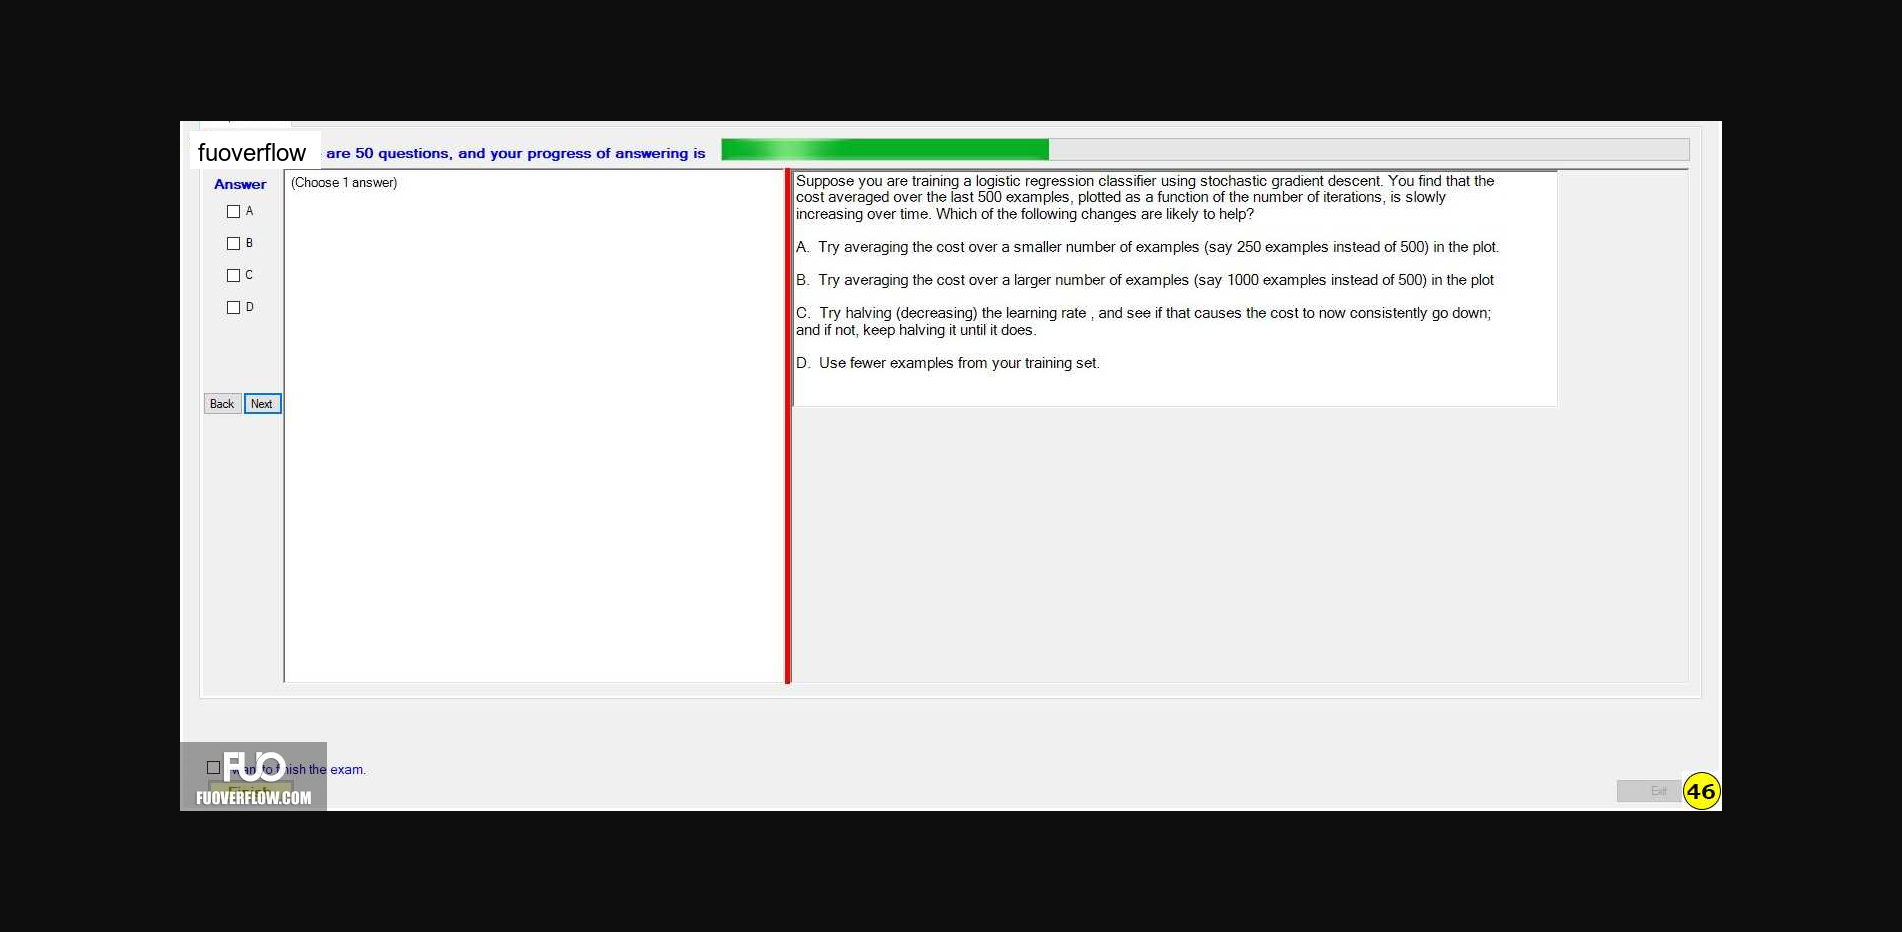 fuoverflow are 50 questions, and your progress of answering is
Answer
A
B
C
D
Back Next
(Choose 1 answer)
Suppose you are training a logistic regression classifier using stochastic gradient descent. You find that the
cost averaged over the last 500 examples, plotted as a function of the number of iterations, is slowly
increasing over time. Which of the following changes are likely to help?
A. Try averaging the cost over a smaller number of examples (say 250 examples instead of 500) in the plot.
B. Try averaging the cost over a larger number of examples (say 1000 examples instead of 500) in the plot
C. Try halving (decreasing) the learning rate , and see if that causes the cost to now consistently go down;
and if not, keep halving it until it does.
D. Use fewer examples from your training set.
FUO
the exam.
Finish
FUOVERFLOW.COM
Exit
46